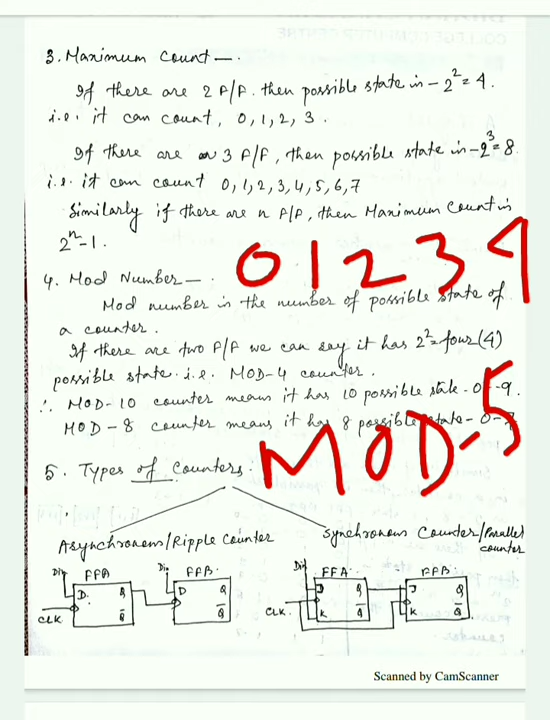 3. Maximum Count —.
If there are 2 F/F. then possible state in - 2² = 4.
i.e. it can count, 0, 1, 2, 3.
If there are 3 F/F, then possible state in - 2³ = 8
i.e. it can count 0, 1, 2, 3, 4, 5, 6, 7
Similarly if there are n F/F, then Maximum Count is
2ⁿ-1.
0 1 2 3 4
4. Mod Number — .
Mod number is the number of possible state of
a counter.
If there are two F/F we can say it has 2² = four (4)
possible state. i.e. MOD-4 counter.
∴ MOD-10 counter means it has 10 possible state - 0-9.
MOD-8 counter means it has 8 possible state - 0-7
MOD-5
5. Types of Counters.
Asynchronous/Ripple Counter
Synchronous Counter/Parallel
counter
Din FFA Din FFB.
D. Q D Q
Q̅ Q̅
CLK
Din FFA. FFB.
J Q J Q
K Q̅ K Q̅
CLK.
Scanned by CamScanner